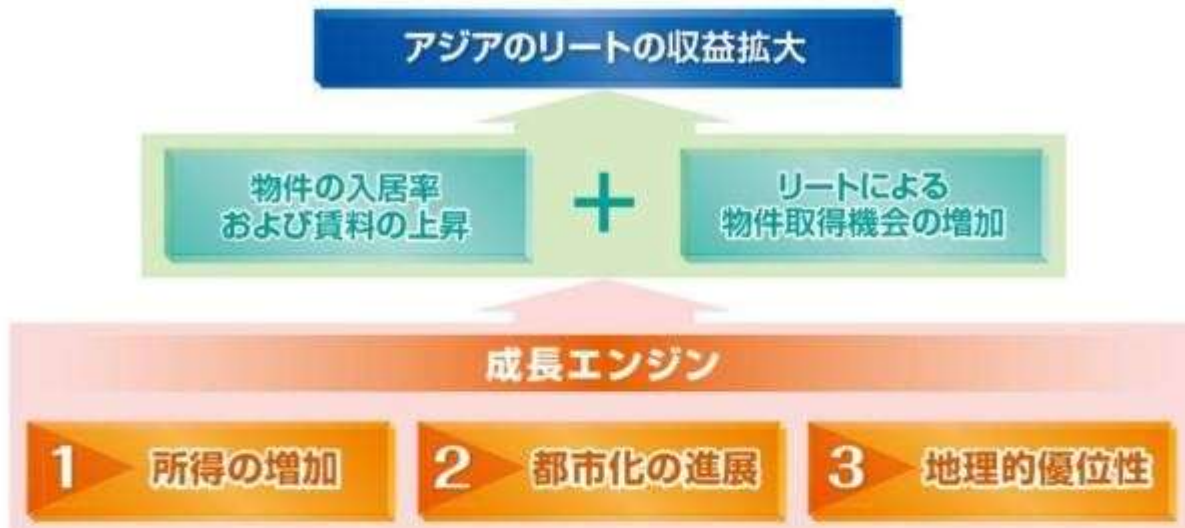 アジアのリートの収益拡大
物件の入居率
および賃料の上昇
+
リートによる
物件取得機会の増加
成長エンジン
1 所得の増加
2 都市化の進展
3 地理的優位性